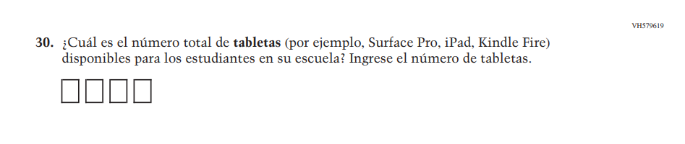 VH579619
30. ¿Cuál es el número total de tabletas (por ejemplo, Surface Pro, iPad, Kindle Fire)
disponibles para los estudiantes en su escuela? Ingrese el número de tabletas.